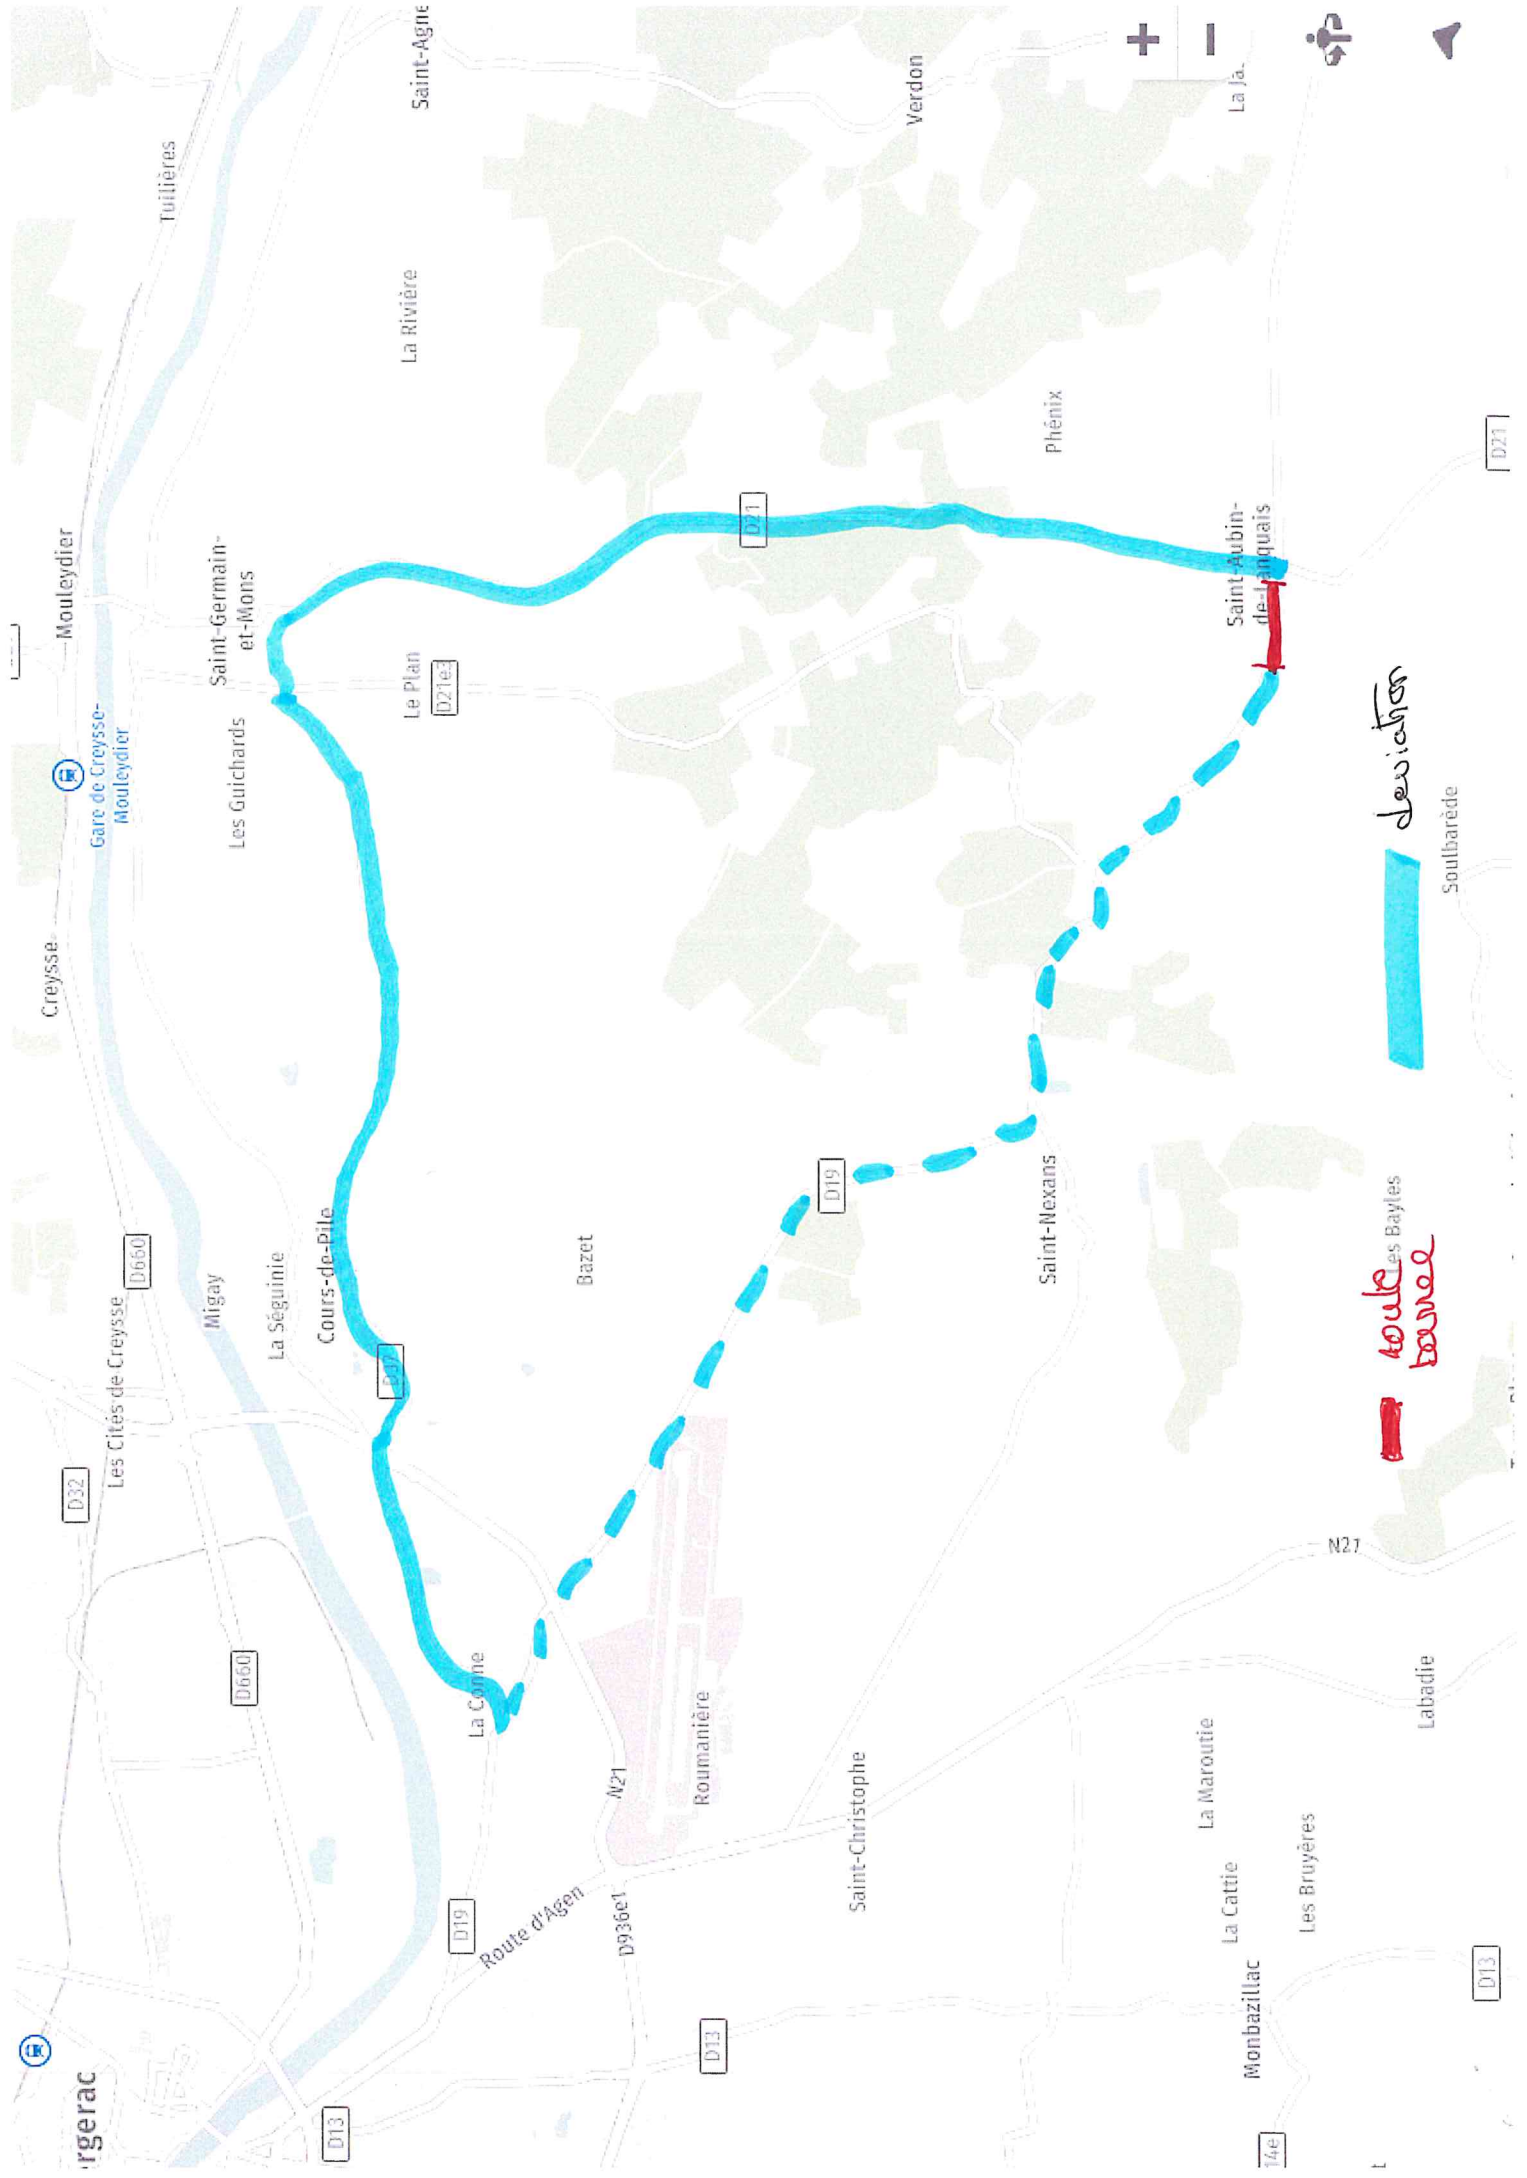 rgerac
Creysse
Gare de Creysse-
Mouleydier
Mouleydier
Tuilières
Saint-Agne
D32
Les Cités de Creysse
D660
Migay
La Séguinie
Cours-de-Pile
Les Guichards
Saint-Germain-
et-Mons
Le Plan
D21e3
La Rivière
D660
D37
Bazet
La Conne
D19
Route d'Agen
N21
D13
D936e1
Roumanière
D19
D21
Verdon
D13
Saint-Christophe
Saint-Nexans
Phénix
Saint-Aubin-
de-Lanquais
La Ja
La Maroutie
La Cattie
Les Bruyères
Monbazillac
14e
N21
Labadie
D13
Les Bayles
route
barrée
deviation
Soulbarède
D21